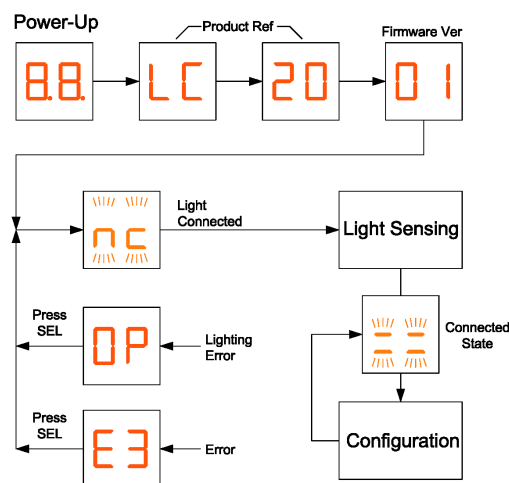 Power-Up
Product Ref
Firmware Ver
8.8.
LC
20
01
nc
Light
Connected
Light Sensing
Press
SEL
OP
Lighting
Error
= =
Connected
State
Press
SEL
E3
Error
Configuration